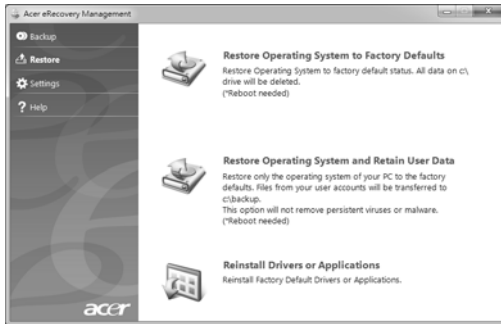 Acer eRecovery Management
Backup
Restore
Settings
? Help
Restore Operating System to Factory Defaults
Restore Operating System to factory default status. All data on c:\
drive will be deleted.
(*Reboot needed)
Restore Operating System and Retain User Data
Restore only the operating system of your PC to the factory
defaults. Files from your user accounts will be transferred to
c:\backup.
This option will not remove persistent viruses or malware.
(*Reboot needed)
Reinstall Drivers or Applications
Reinstall Factory Default Drivers or Applications.
acer